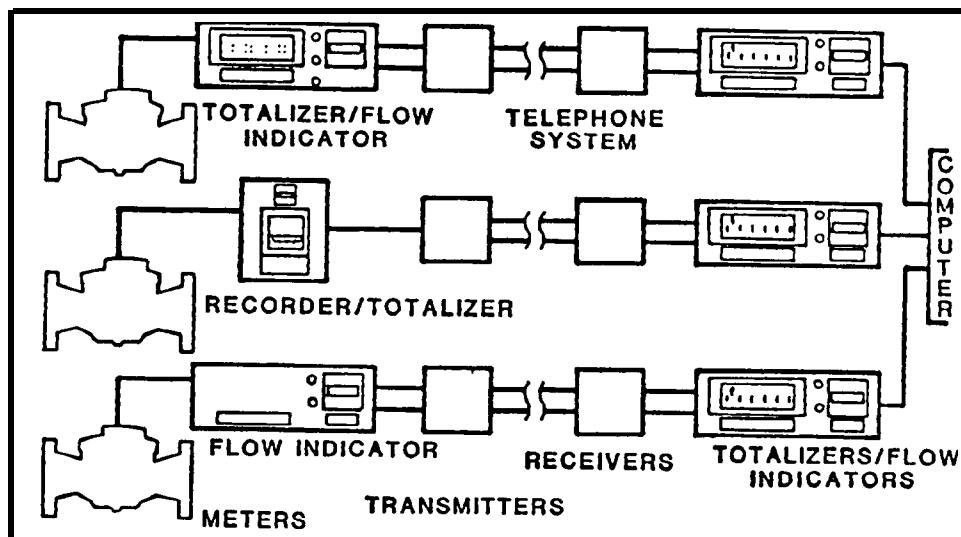 TOTALIZER/FLOW
INDICATOR
TELEPHONE
SYSTEM
COMPUTER
RECORDER/TOTALIZER
FLOW INDICATOR
RECEIVERS
TOTALIZERS/FLOW
INDICATORS
METERS
TRANSMITTERS